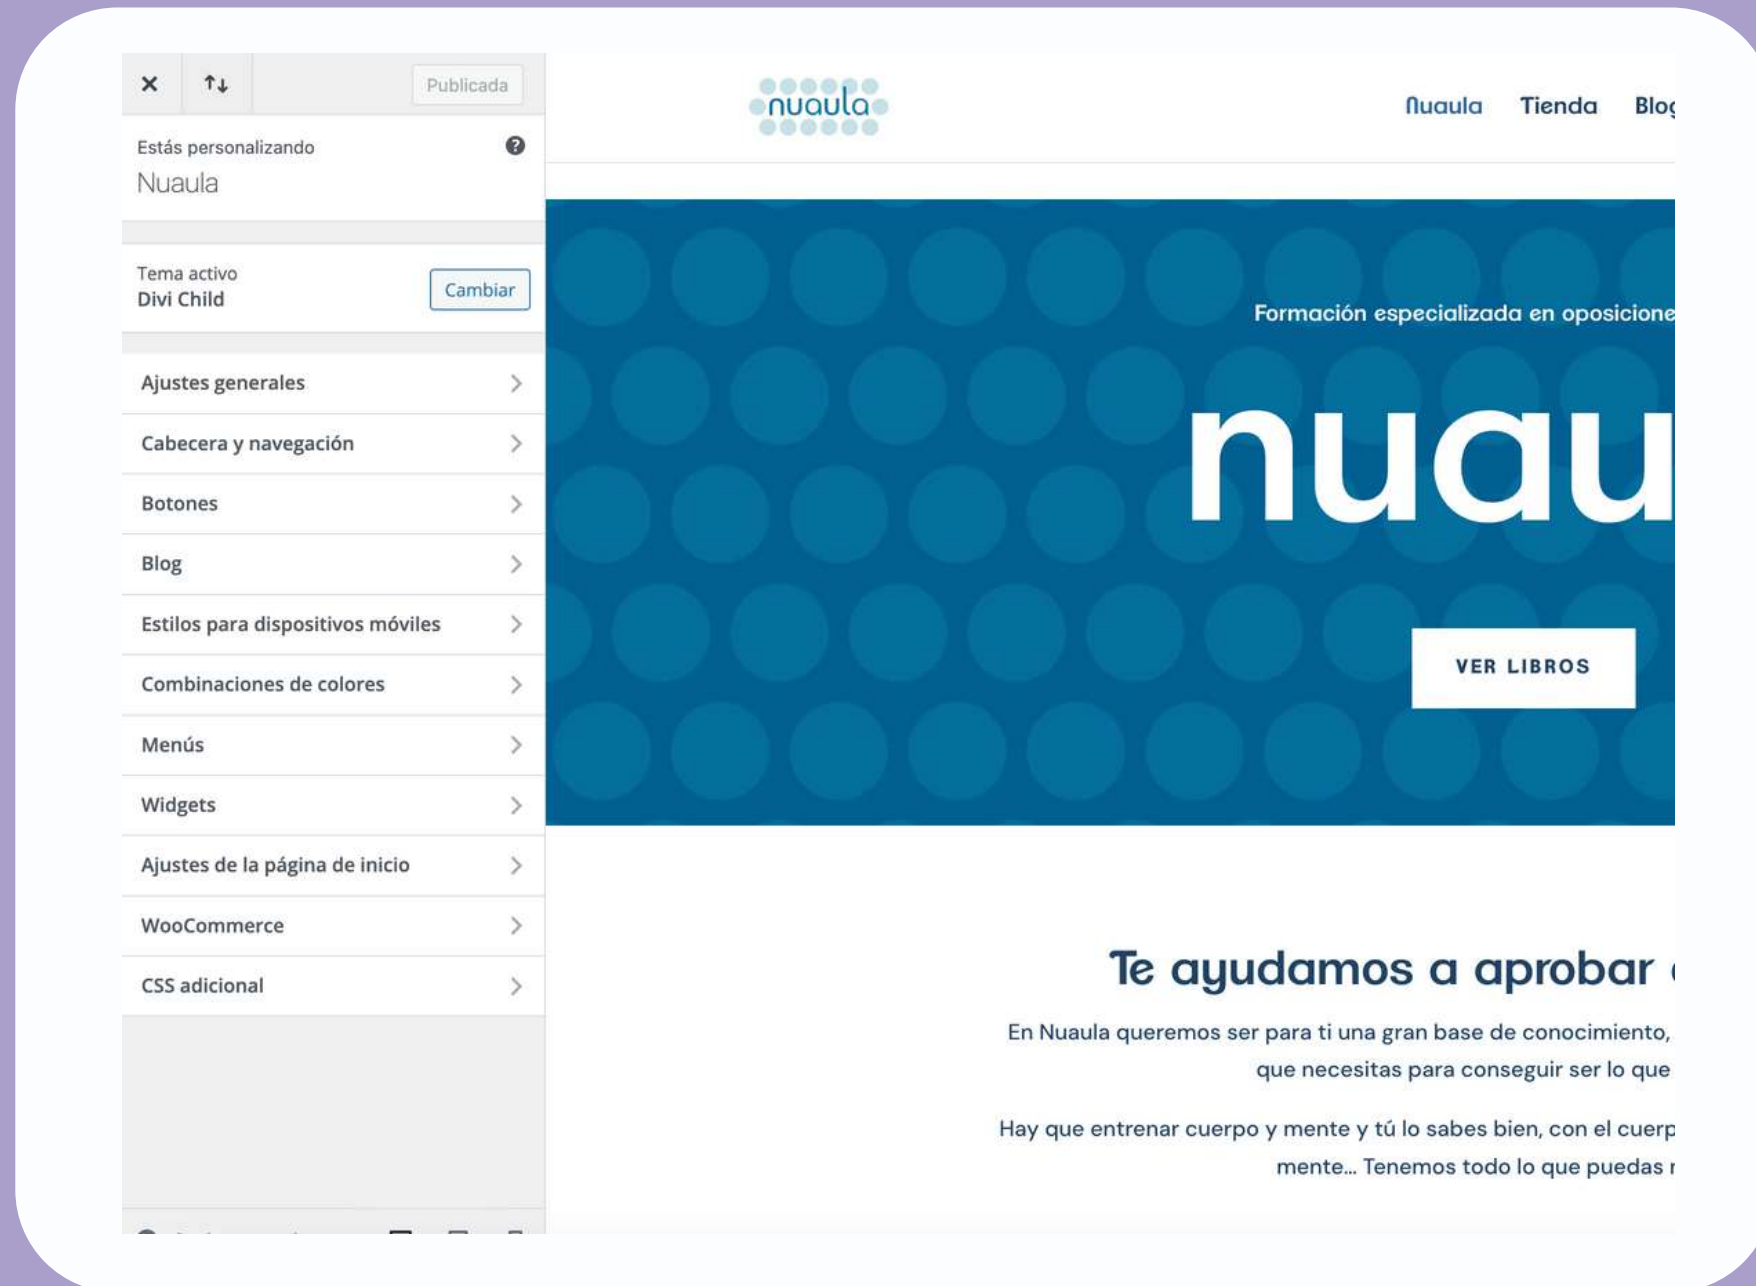 Publicada
Estás personalizando
Nuaula
Tema activo
Divi Child
Cambiar
Ajustes generales
Cabecera y navegación
Botones
Blog
Estilos para dispositivos móviles
Combinaciones de colores
Menús
Widgets
Ajustes de la página de inicio
WooCommerce
CSS adicional
nuaula
Nuaula Tienda Blog
Formación especializada en oposicione
nuau
VER LIBROS
Te ayudamos a aprobar
En Nuaula queremos ser para ti una gran base de conocimiento,
que necesitas para conseguir ser lo que
Hay que entrenar cuerpo y mente y tú lo sabes bien, con el cuerp
mente... Tenemos todo lo que puedas